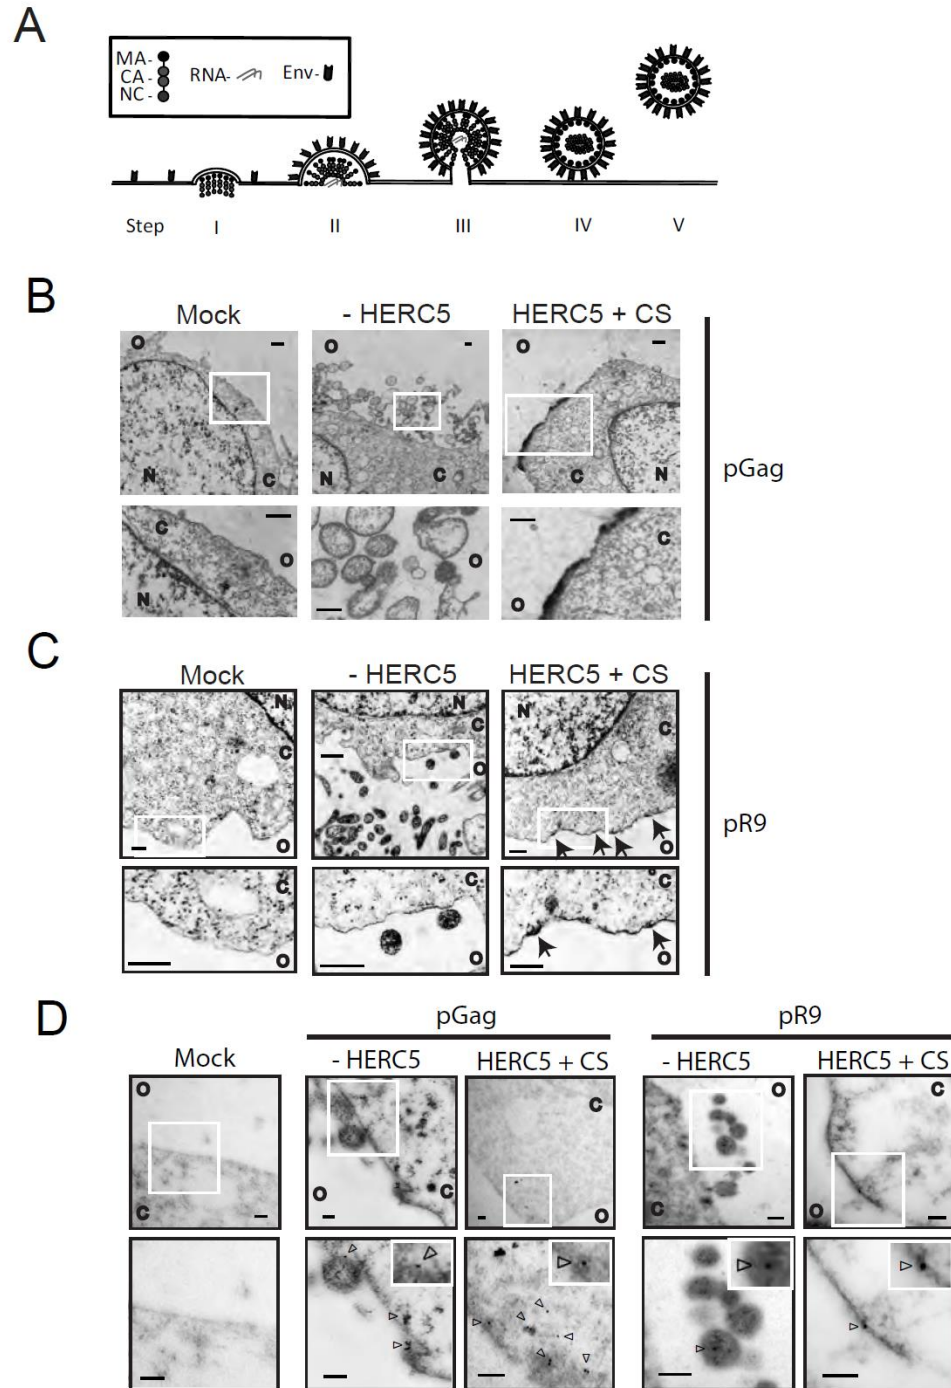 A
MA-
CA -
NC -
RNA-
Env-
Step I II III IV V
B
Mock - HERC5 HERC5 + CS
O O O
N C N C C N
pGag
C O N O C O
C
Mock - HERC5 HERC5 + CS
N C O N C O N C O
pR9
C O C O C O
D
pGag pR9
Mock - HERC5 HERC5 + CS - HERC5 HERC5 + CS
O C O C C O O C C O